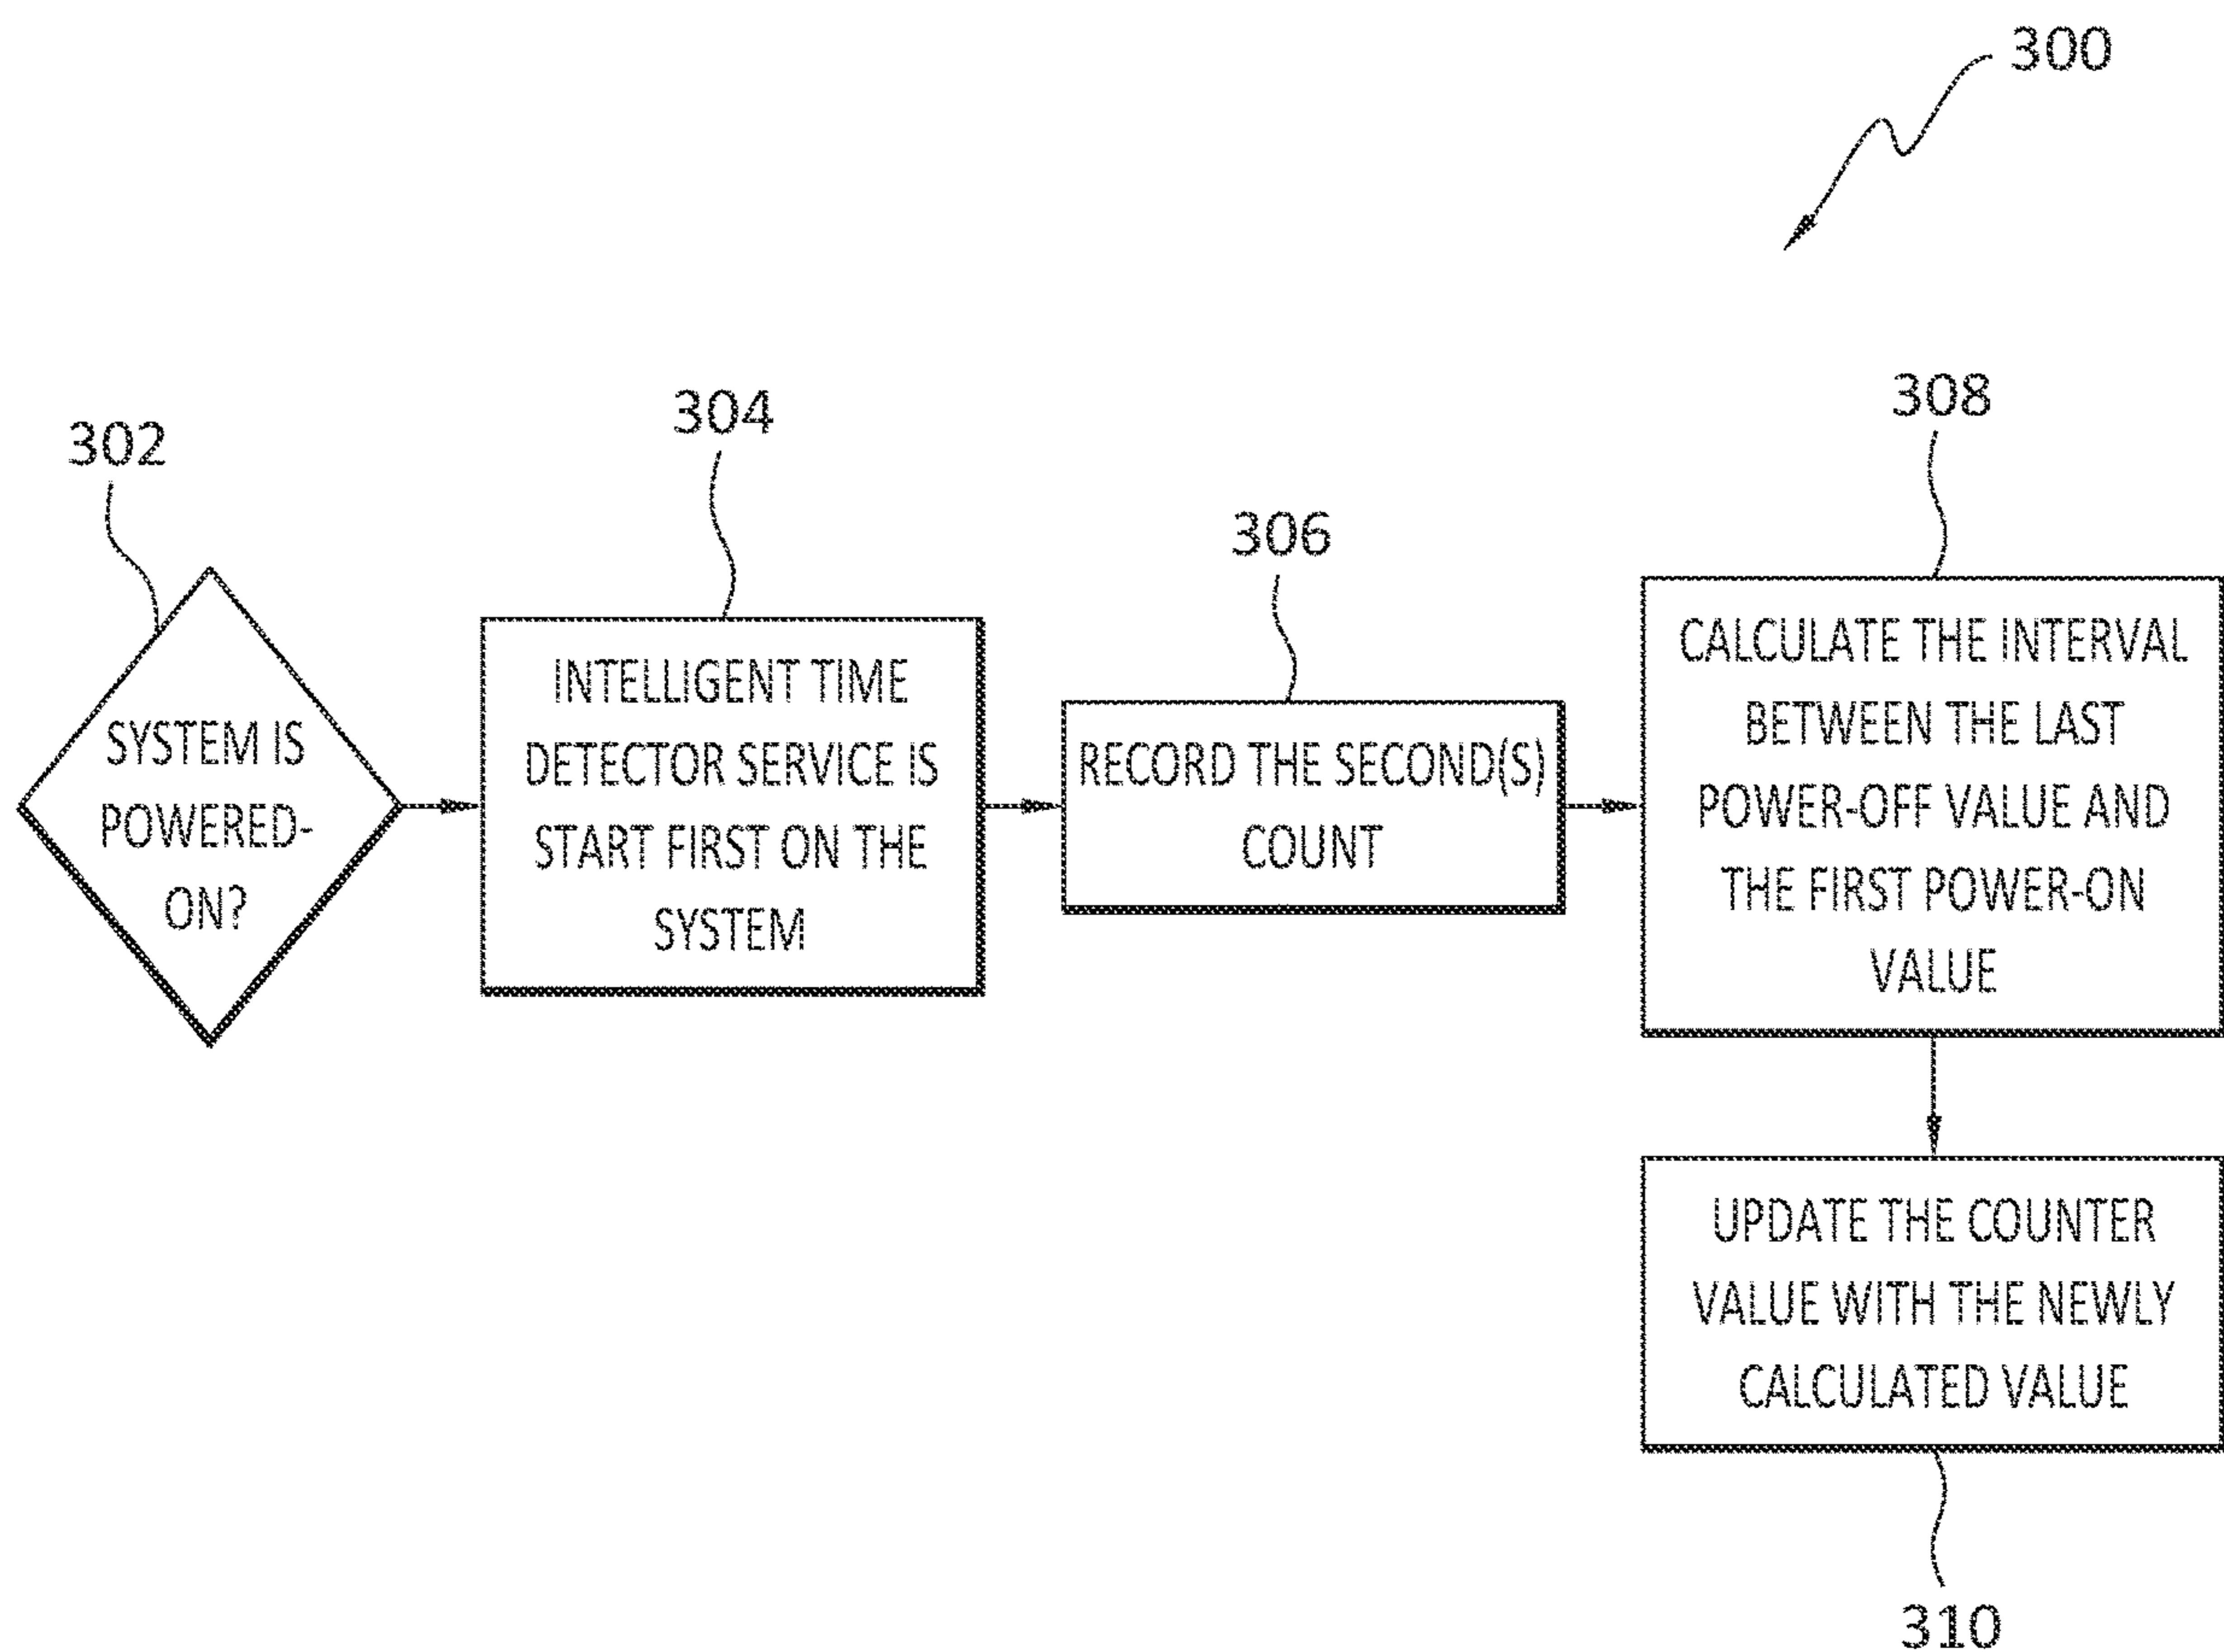 300
302
SYSTEM IS
POWERED-
ON?
304
INTELLIGENT TIME
DETECTOR SERVICE IS
START FIRST ON THE
SYSTEM
306
RECORD THE SECOND(S)
COUNT
308
CALCULATE THE INTERVAL
BETWEEN THE LAST
POWER-OFF VALUE AND
THE FIRST POWER-ON
VALUE
UPDATE THE COUNTER
VALUE WITH THE NEWLY
CALCULATED VALUE
310